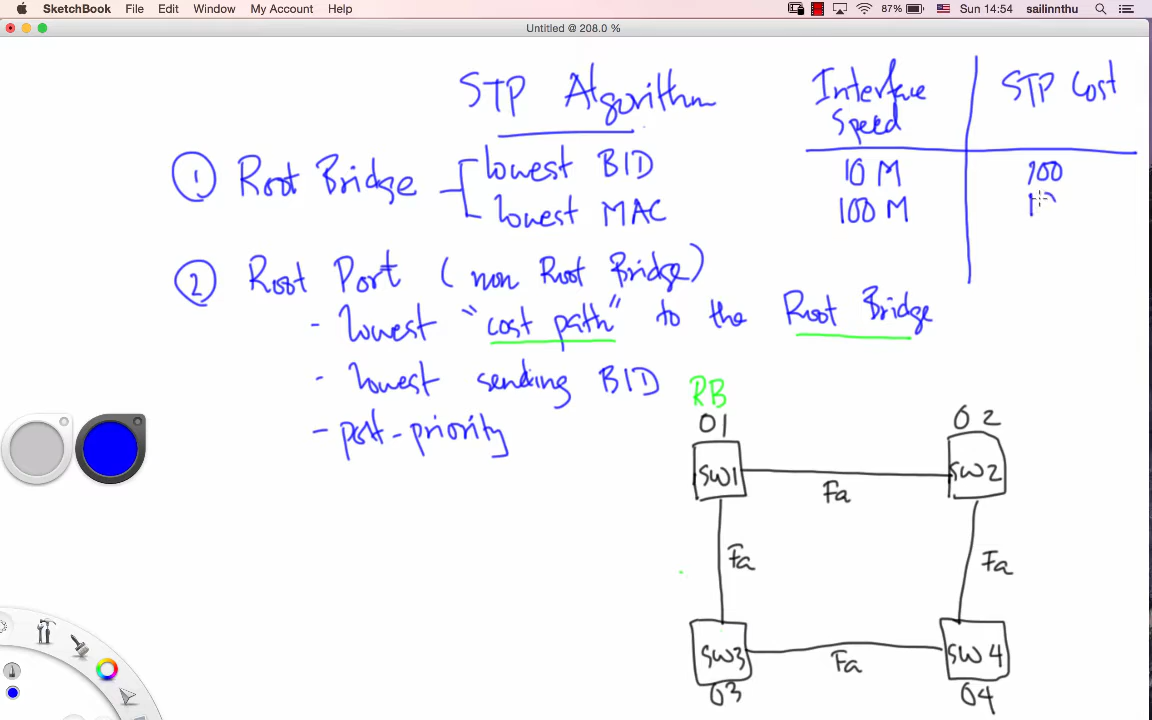 SketchBook File Edit Window My Account Help 87% Sun 14:54 sailinnthu
Untitled @ 208.0 %
STP Algorithm
① Root Bridge lowest BID
lowest MAC
② Root Port (non Root Bridge)
- lowest "cost path" to the Root Bridge
- lowest sending BID
- port-priority
Interface Speed STP Cost
10 M 100
100 M
RB
01 02
SW1 Fa SW2
Fa Fa
SW3 Fa SW4
03 04